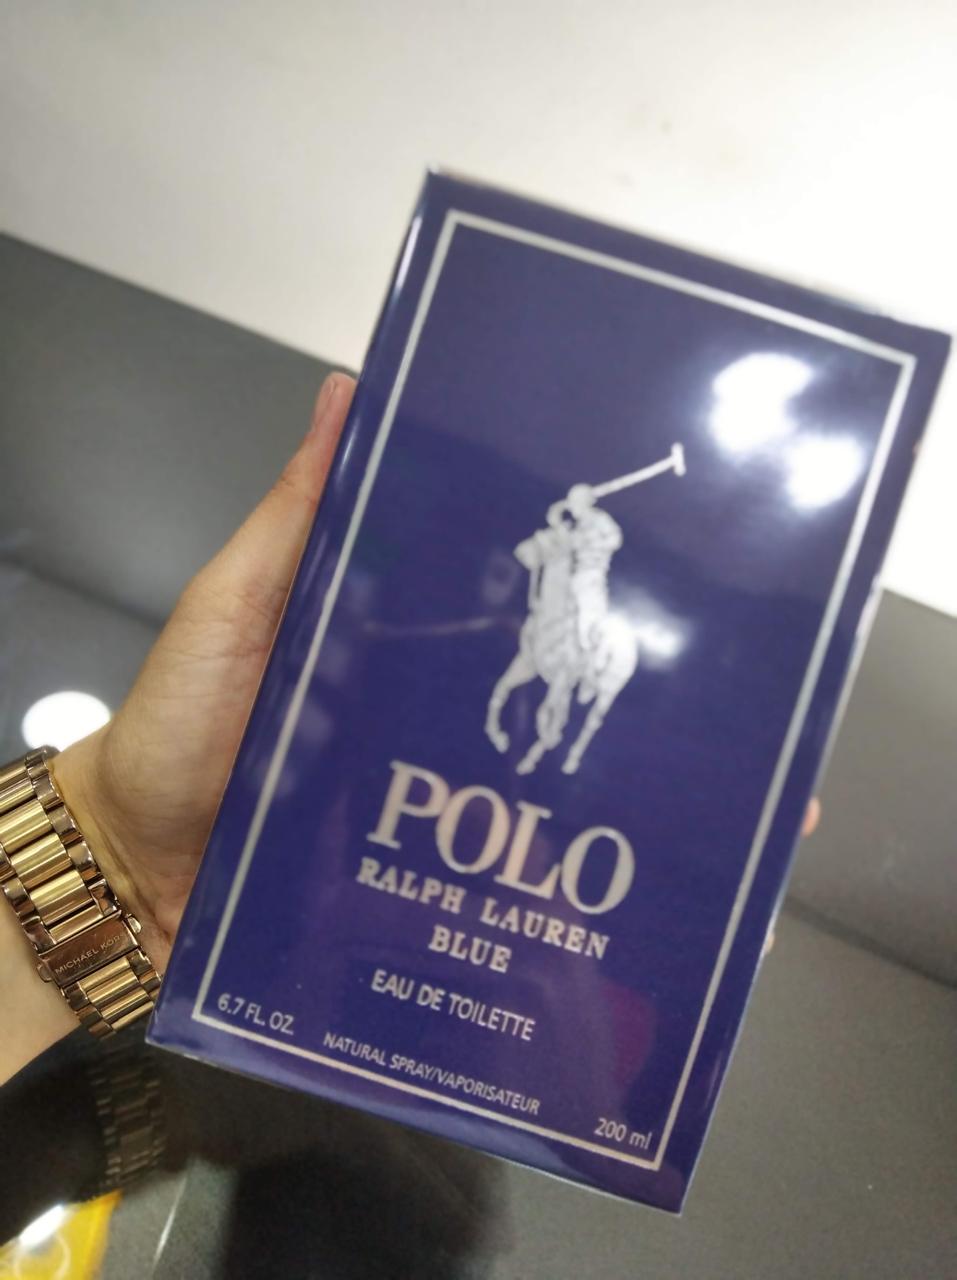 POLO
RALPH LAUREN
BLUE
EAU DE TOILETTE
6.7 FL. OZ.
NATURAL SPRAY/VAPORISATEUR
200 ml
MICHAEL KORS